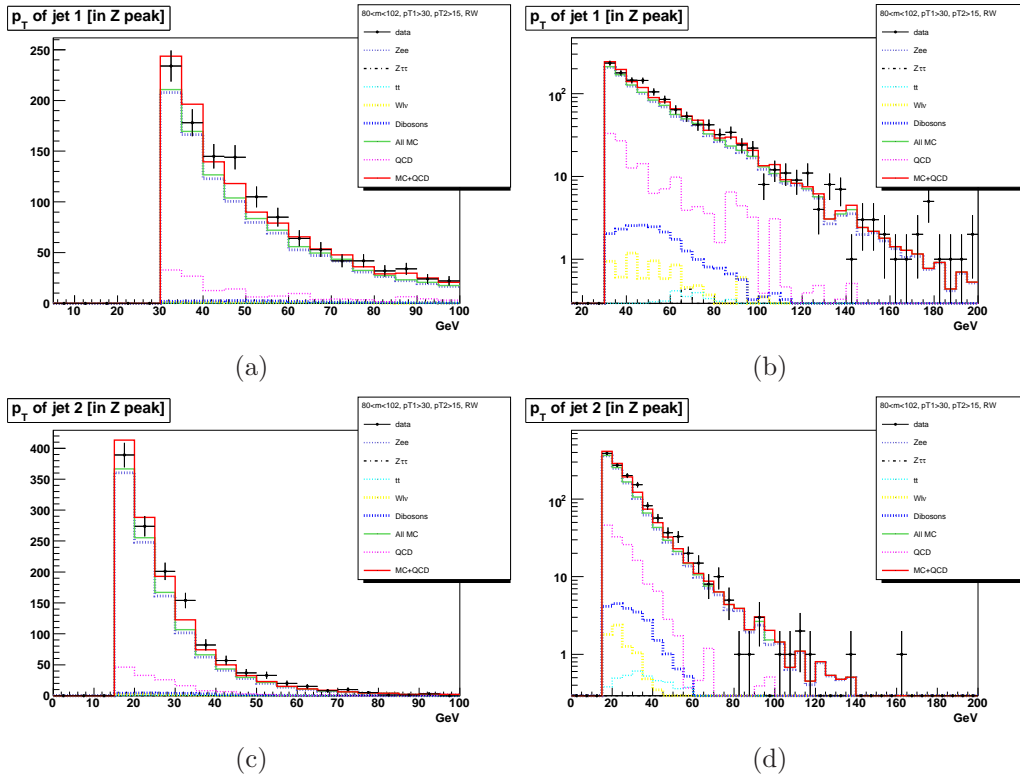 p_T of jet 1 [in Z peak]
80<m<102, pT1>30, pT2>15, RW
data
Zee
Zττ
tt
Wlν
Dibosons
All MC
QCD
MC+QCD
250
200
150
100
50
0
10 20 30 40 50 60 70 80 90 100
GeV
(a)
p_T of jet 1 [in Z peak]
80<m<102, pT1>30, pT2>15, RW
data
Zee
Zττ
tt
Wlν
Dibosons
All MC
QCD
MC+QCD
10²
10
1
20 40 60 80 100 120 140 160 180 200
GeV
(b)
p_T of jet 2 [in Z peak]
80<m<102, pT1>30, pT2>15, RW
data
Zee
Zττ
tt
Wlν
Dibosons
All MC
QCD
MC+QCD
400
350
300
250
200
150
100
50
0
0 10 20 30 40 50 60 70 80 90 100
GeV
(c)
p_T of jet 2 [in Z peak]
80<m<102, pT1>30, pT2>15, RW
data
Zee
Zττ
tt
Wlν
Dibosons
All MC
QCD
MC+QCD
10²
10
1
0 20 40 60 80 100 120 140 160 180 200
GeV
(d)